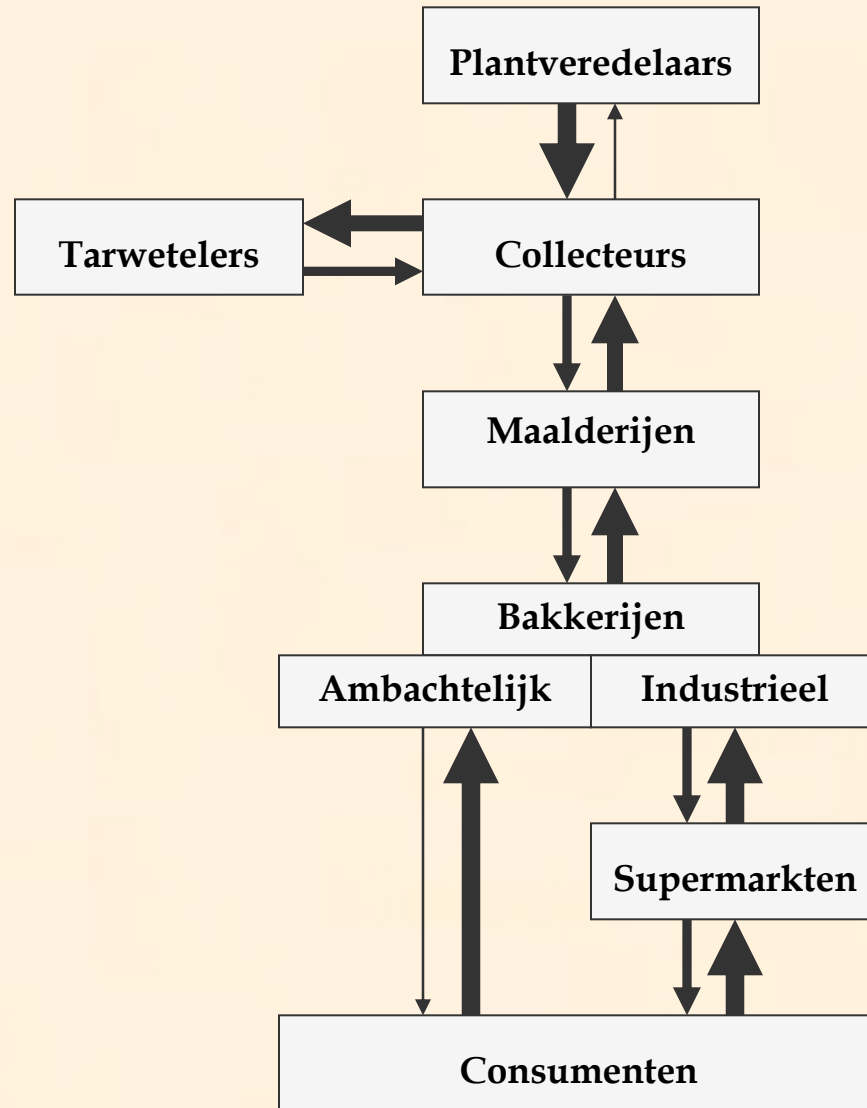 Plantveredelaars
Tarwetelers
Collecteurs
Maalderijen
Bakkerijen
Ambachtelijk
Industrieel
Supermarkten
Consumenten